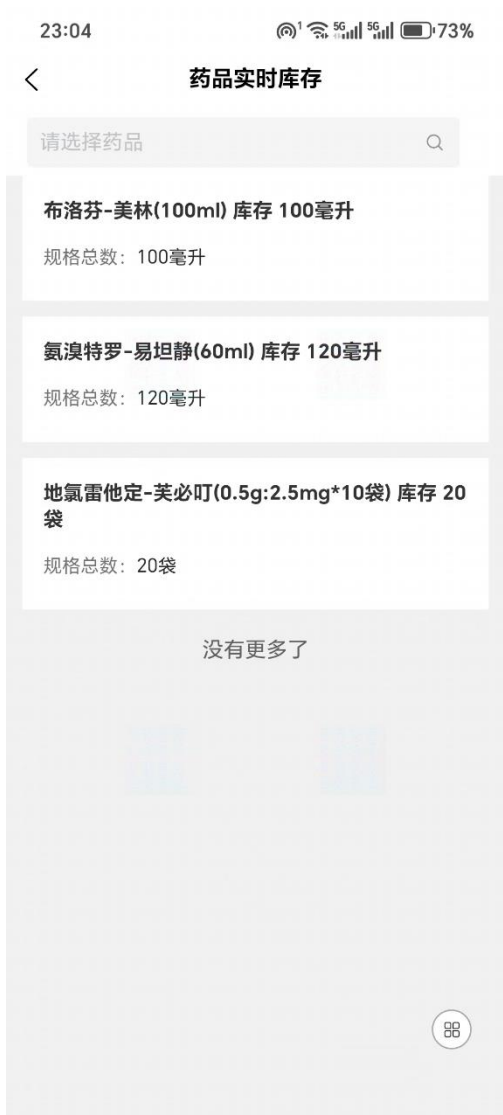 23:04
1 5G 5G 73%
药品实时库存
请选择药品
布洛芬-美林(100ml) 库存 100毫升
规格总数：100毫升
氨溴特罗-易坦静(60ml) 库存 120毫升
规格总数：120毫升
地氯雷他定-芙必叮(0.5g:2.5mg*10袋) 库存 20
袋
规格总数：20袋
没有更多了